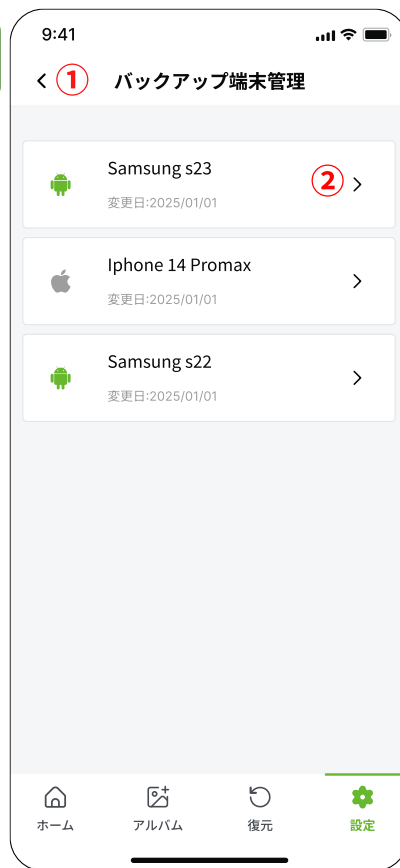 9:41
① バックアップ端末管理
Samsung s23
変更日:2025/01/01
②
Iphone 14 Promax
変更日:2025/01/01
Samsung s22
変更日:2025/01/01
ホーム アルバム 復元 設定